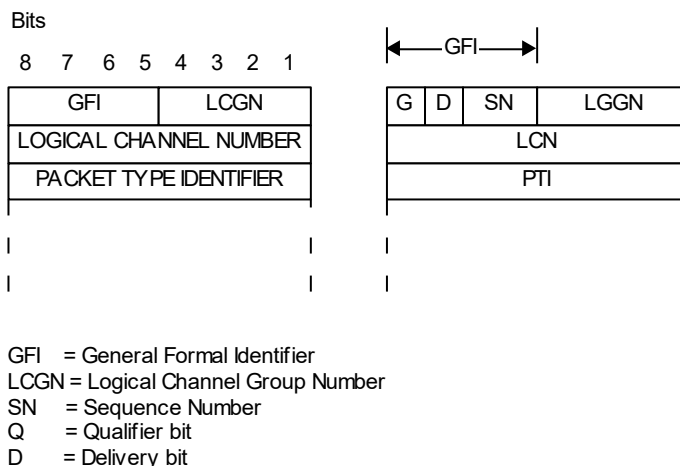 Bits
8 7 6 5 4 3 2 1
GFI LCGN
LOGICAL CHANNEL NUMBER
PACKET TYPE IDENTIFIER
GFI
G D SN LGGN
LCN
PTI
GFI = General Formal Identifier
LCGN = Logical Channel Group Number
SN = Sequence Number
Q = Qualifier bit
D = Delivery bit